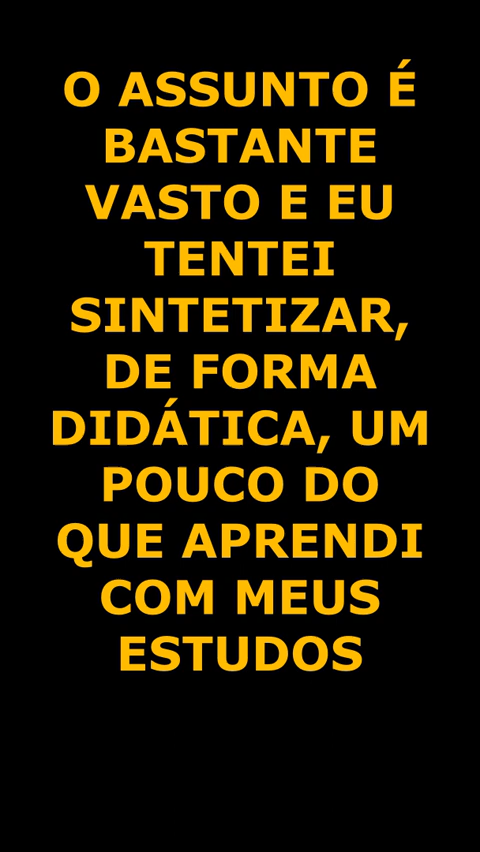 O ASSUNTO É
BASTANTE
VASTO E EU
TENTEI
SINTETIZAR,
DE FORMA
DIDÁTICA, UM
POUCO DO
QUE APRENDI
COM MEUS
ESTUDOS